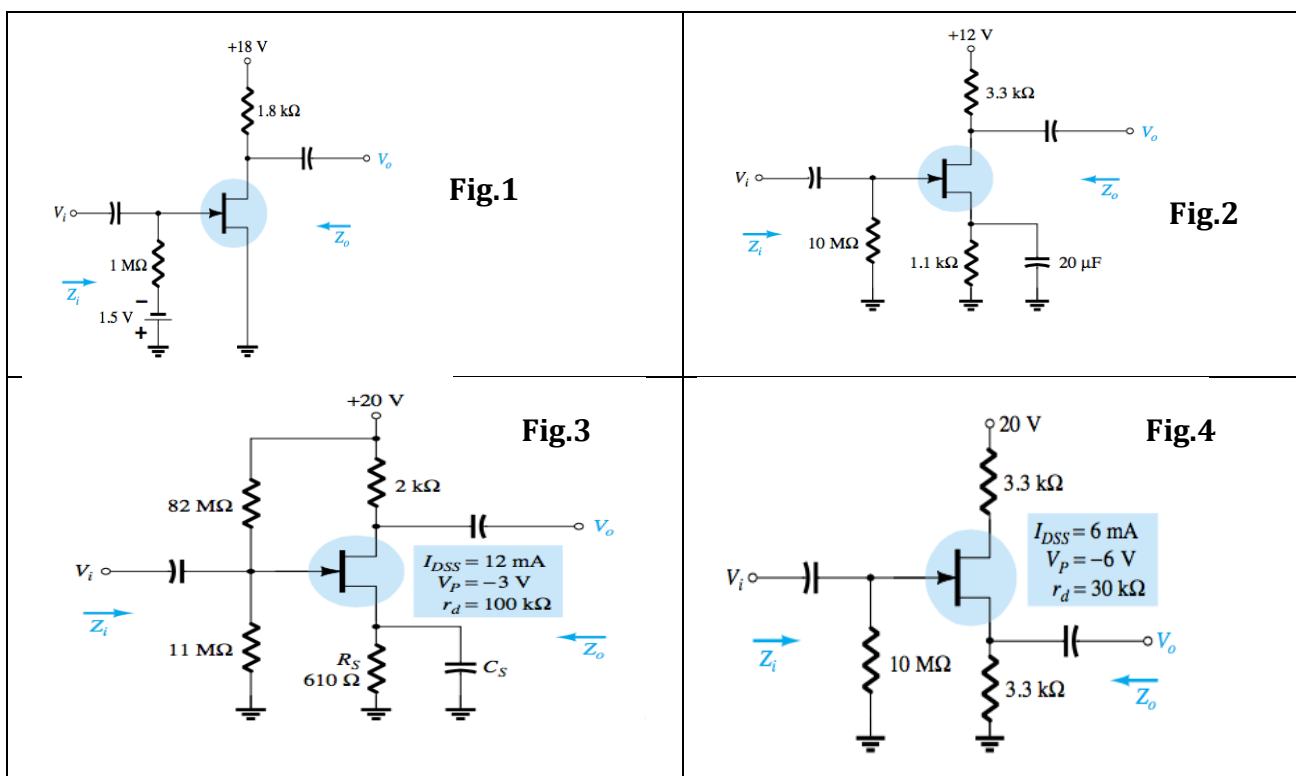 +18 V
1.8 kΩ
Vo
Fig.1
Vi
Zo
1 MΩ
Zi
−
1.5 V
+
+12 V
3.3 kΩ
Vo
Vi
Zo
Fig.2
Zi
10 MΩ
1.1 kΩ
20 μF
+20 V
Fig.3
82 MΩ
2 kΩ
Vo
IDSS = 12 mA
VP = −3 V
rd = 100 kΩ
Vi
Zi
Zo
11 MΩ
RS
610 Ω
CS
20 V
Fig.4
3.3 kΩ
IDSS = 6 mA
VP = −6 V
rd = 30 kΩ
Vi
Vo
Zi
10 MΩ
3.3 kΩ
Zo